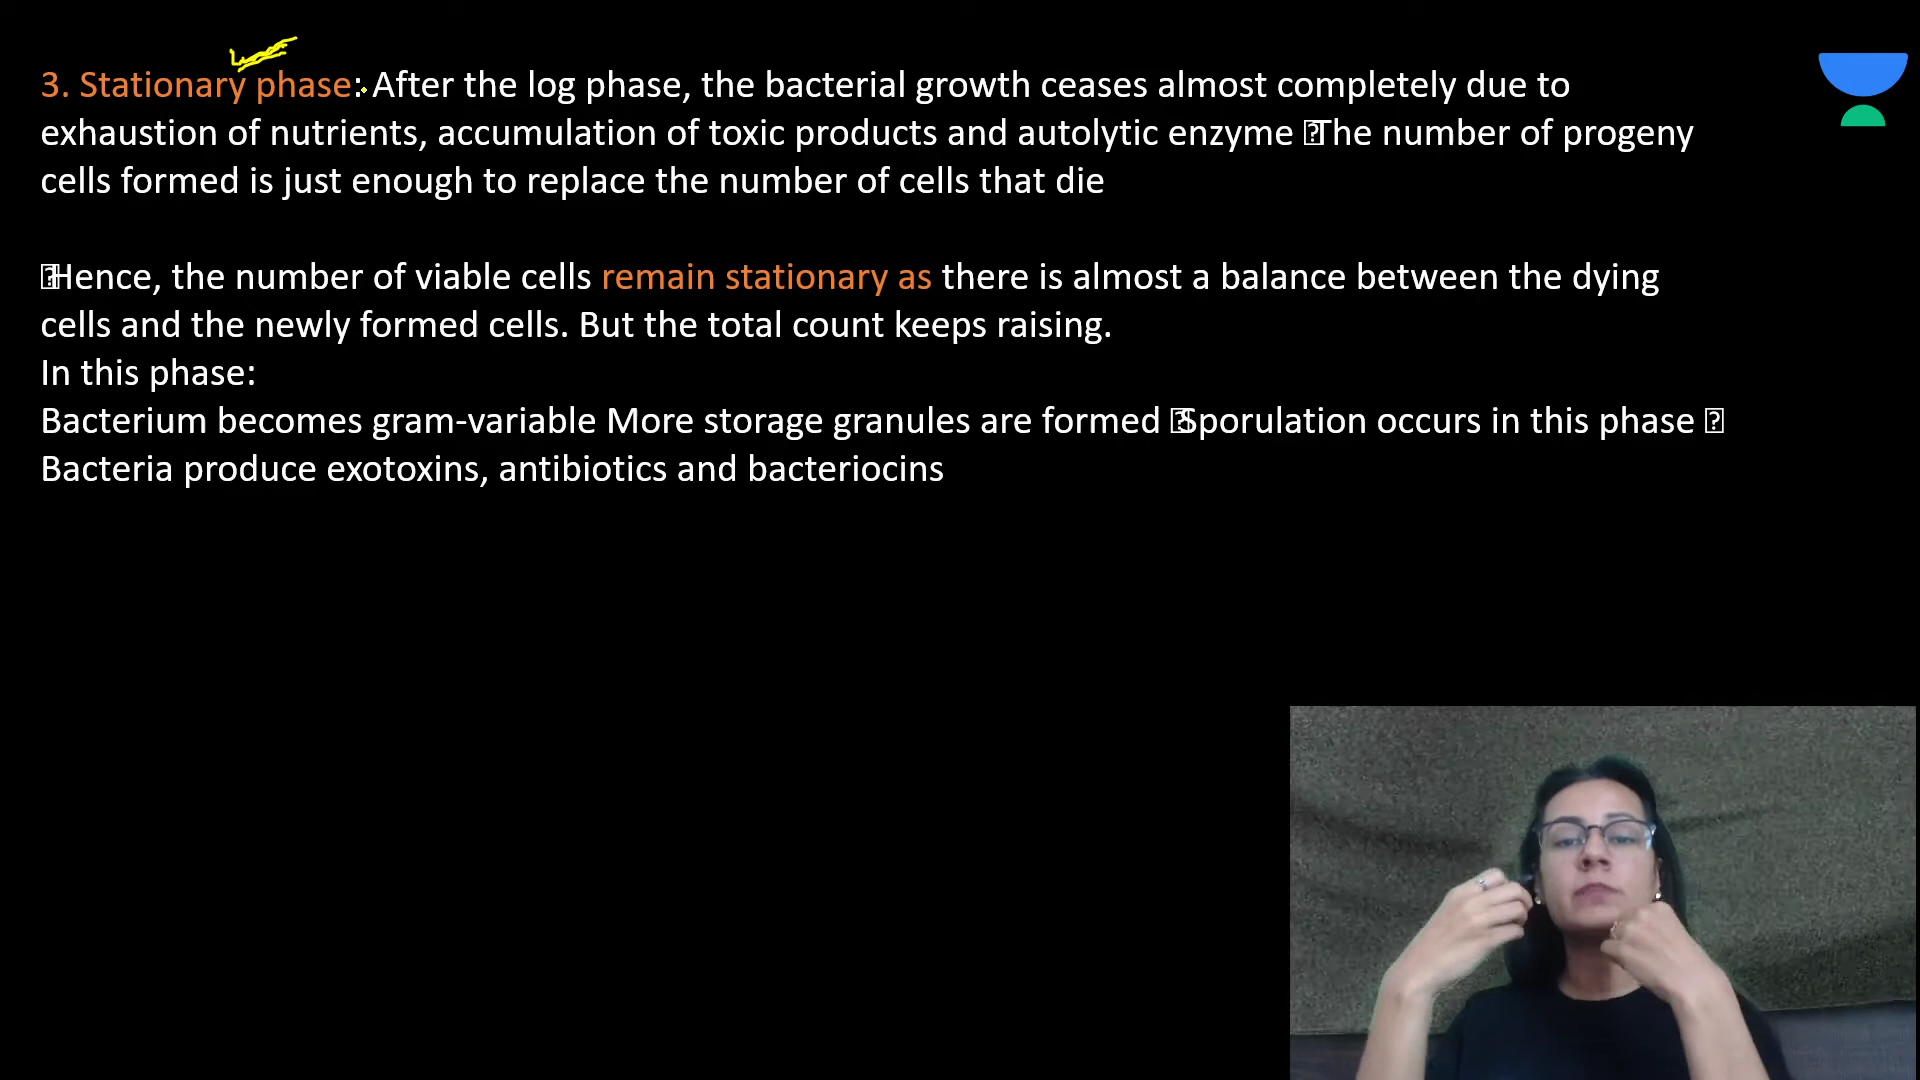 3. Stationary phase: After the log phase, the bacterial growth ceases almost completely due to
exhaustion of nutrients, accumulation of toxic products and autolytic enzyme The number of progeny
cells formed is just enough to replace the number of cells that die
Hence, the number of viable cells remain stationary as there is almost a balance between the dying
cells and the newly formed cells. But the total count keeps raising.
In this phase:
Bacterium becomes gram-variable More storage granules are formed Sporulation occurs in this phase
Bacteria produce exotoxins, antibiotics and bacteriocins